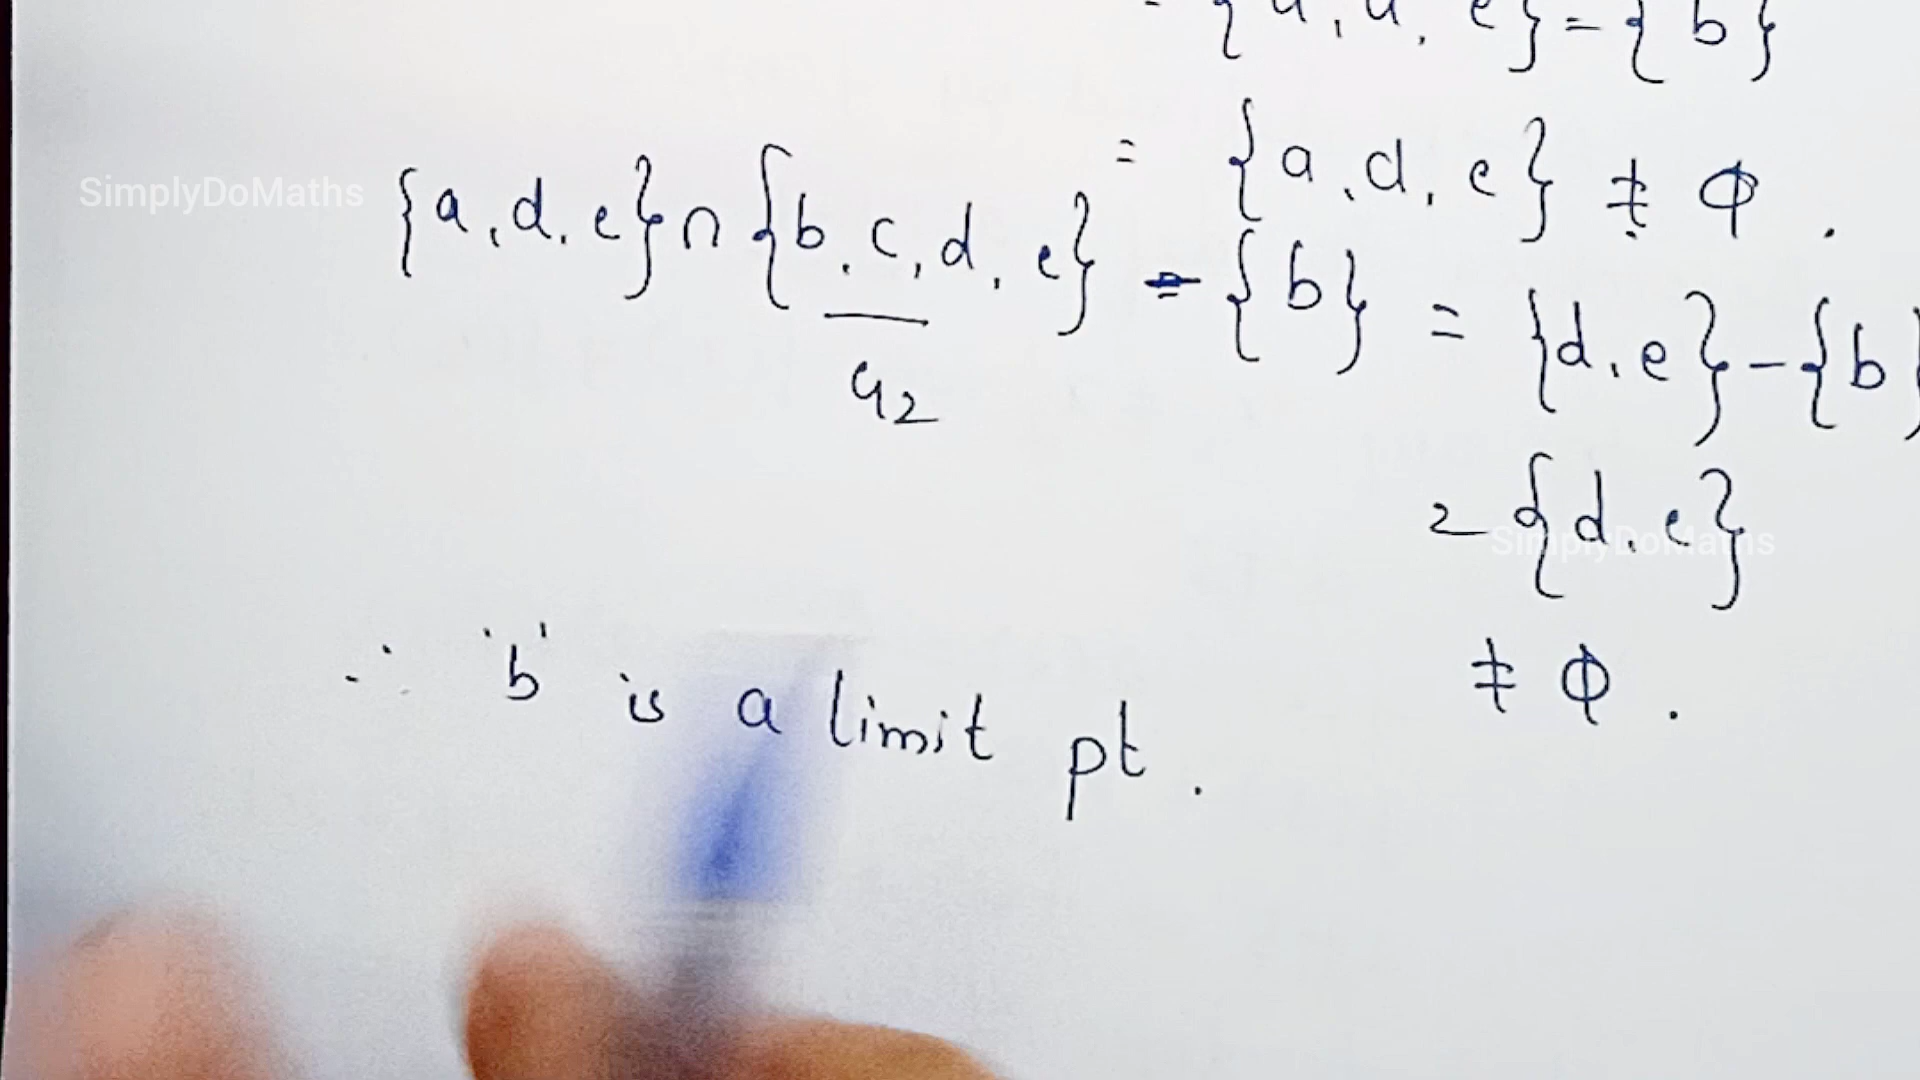 = {a, d, e} - {b}
= {a, d, e} ≠ φ .
SimplyDoMaths
{a, d, e} ∩ {b, c, d, e} - {b} = {d, e} - {b}
G2
= {d, e}
SimplyDoMaths
≠ φ .
∴ 'b' is a limit pt .